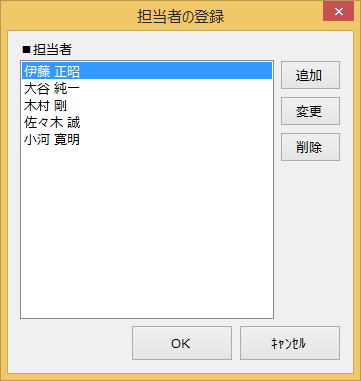 担当者の登録
■担当者
伊藤 正昭
追加
大谷 純一
木村 剛
変更
佐々木 誠
小河 寛明
削除
OK
ｷｬﾝｾﾙ